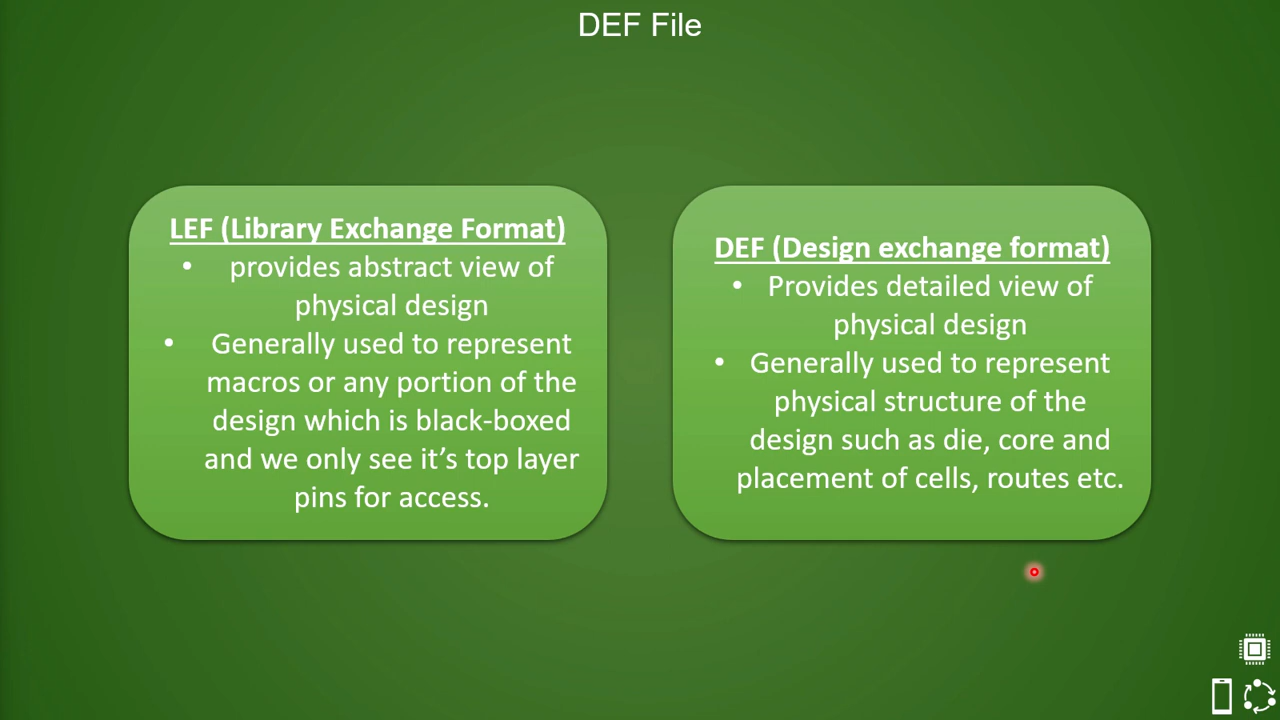 DEF File
LEF (Library Exchange Format)
• provides abstract view of
physical design
• Generally used to represent
macros or any portion of the
design which is black-boxed
and we only see it’s top layer
pins for access.
DEF (Design exchange format)
• Provides detailed view of
physical design
• Generally used to represent
physical structure of the
design such as die, core and
placement of cells, routes etc.